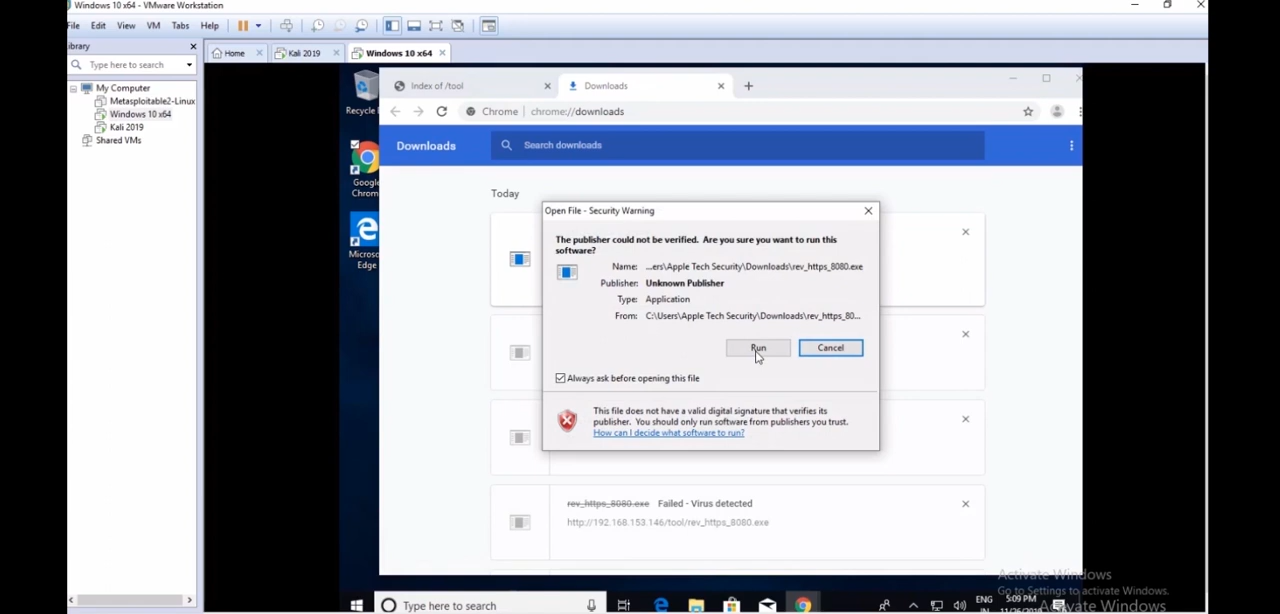 Windows 10 x64 - VMware Workstation
File Edit View VM Tabs Help
ibrary
Type here to search
My Computer
Metasploitable2-Linux
Windows 10 x64
Kali 2019
Shared VMs
Home Kali 2019 Windows 10 x64
Recycle
Google
Chrom
Microso
Edge
Index of /tool Downloads
Chrome chrome://downloads
Downloads Search downloads
Today
Open File - Security Warning
The publisher could not be verified. Are you sure you want to run this
software?
Name: ...ers\Apple Tech Security\Downloads\rev_https_8080.exe
Publisher: Unknown Publisher
Type: Application
From: C:\Users\Apple Tech Security\Downloads\rev_https_80...
Run Cancel
Always ask before opening this file
This file does not have a valid digital signature that verifies its
publisher. You should only run software from publishers you trust.
How can I decide what software to run?
rev_https_8080.exe Failed - Virus detected
http://192.168.153.146/tool/rev_https_8080.exe
Activate Windows
Go to Settings to activate Windows.
Type here to search
ENG
IN
5:09 PM
Activate Windows